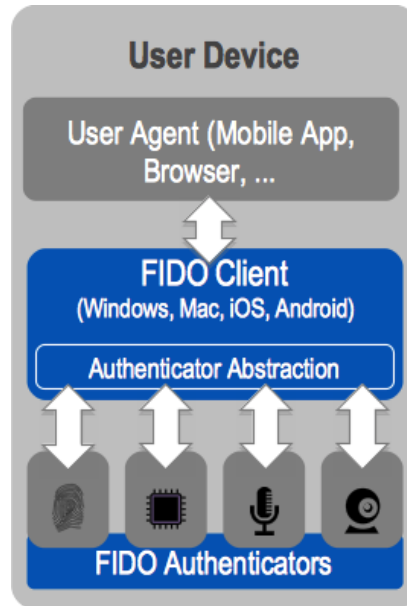 User Device
User Agent (Mobile App,
Browser, ...
FIDO Client
(Windows, Mac, iOS, Android)
Authenticator Abstraction
FIDO Authenticators